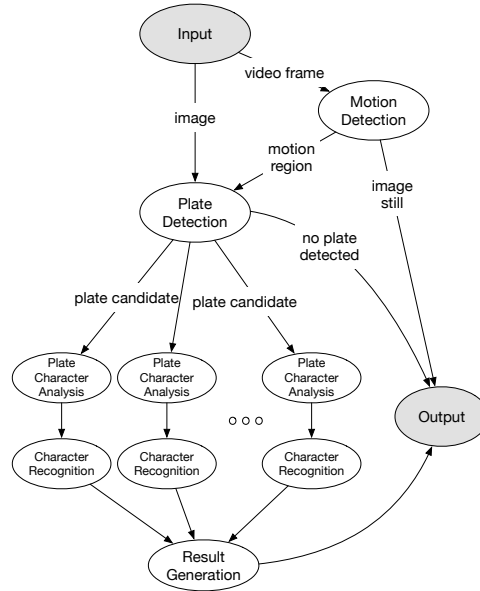 Input
video frame
Motion
Detection
image
motion
region
Plate
Detection
image
still
no plate
detected
plate candidate
plate candidate
Plate
Character
Analysis
Plate
Character
Analysis
Plate
Character
Analysis
Output
Character
Recognition
Character
Recognition
Character
Recognition
Result
Generation